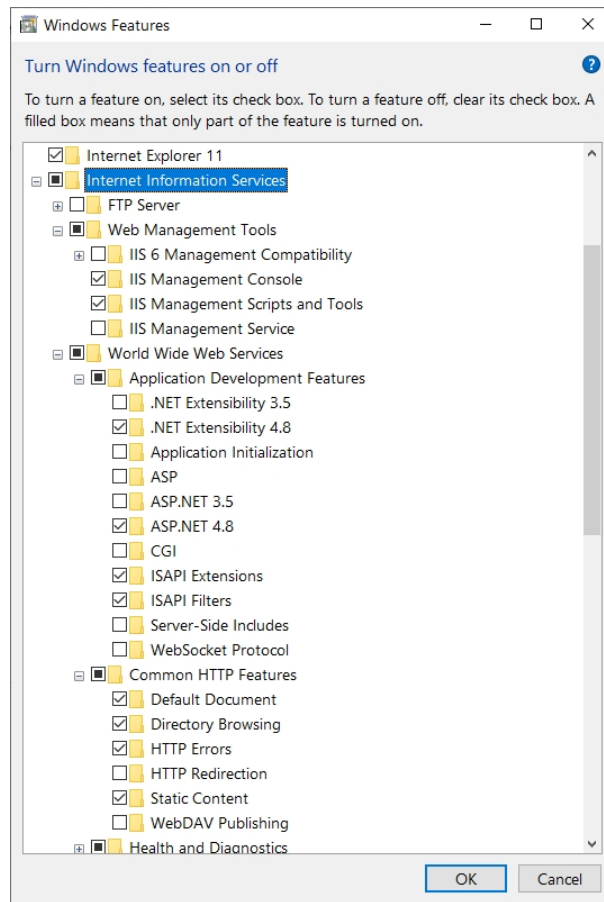 Windows Features
Turn Windows features on or off
To turn a feature on, select its check box. To turn a feature off, clear its check box. A
filled box means that only part of the feature is turned on.
Internet Explorer 11
Internet Information Services
FTP Server
Web Management Tools
IIS 6 Management Compatibility
IIS Management Console
IIS Management Scripts and Tools
IIS Management Service
World Wide Web Services
Application Development Features
.NET Extensibility 3.5
.NET Extensibility 4.8
Application Initialization
ASP
ASP.NET 3.5
ASP.NET 4.8
CGI
ISAPI Extensions
ISAPI Filters
Server-Side Includes
WebSocket Protocol
Common HTTP Features
Default Document
Directory Browsing
HTTP Errors
HTTP Redirection
Static Content
WebDAV Publishing
Health and Diagnostics
OK Cancel